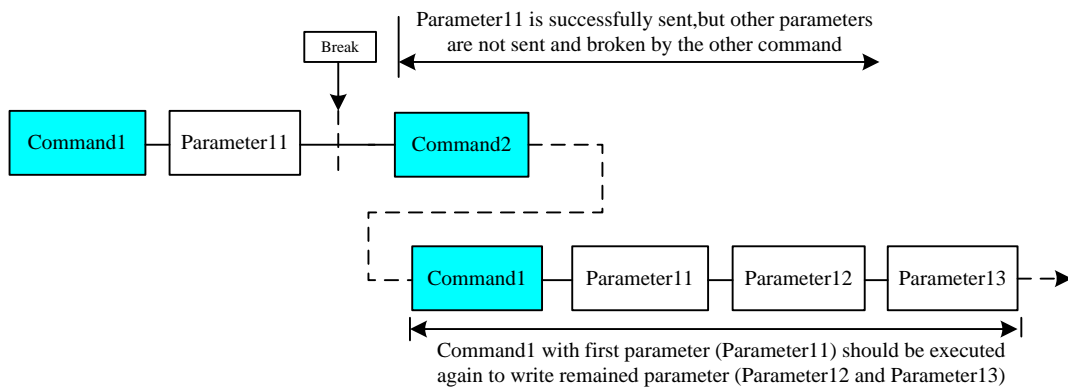 Parameter11 is successfully sent,but other parameters
are not sent and broken by the other command
Break
Command1
Parameter11
Command2
Command1
Parameter11
Parameter12
Parameter13
Command1 with first parameter (Parameter11) should be executed
again to write remained parameter (Parameter12 and Parameter13)